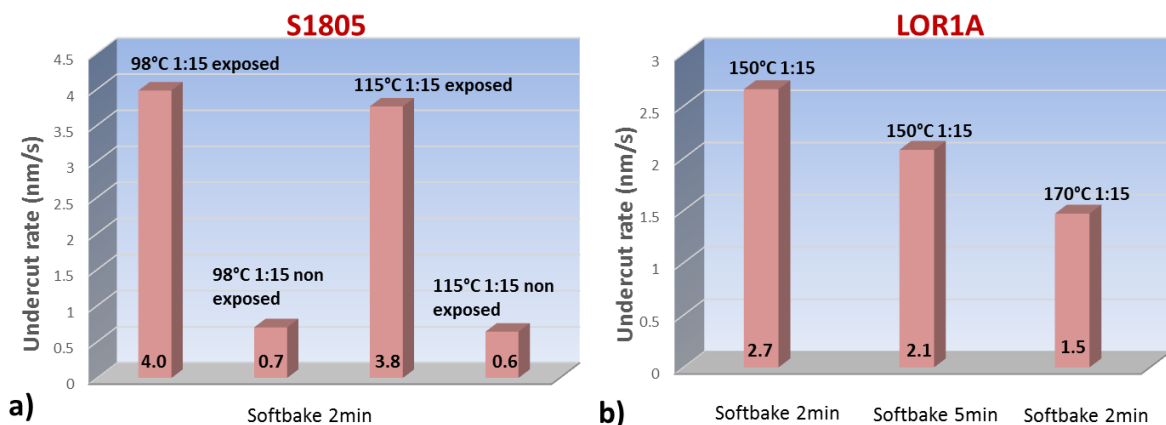 S1805
Undercut rate (nm/s)
4.5
4
3.5
3
2.5
2
1.5
1
0.5
0
98°C 1:15 exposed
115°C 1:15 exposed
98°C 1:15 non
exposed
115°C 1:15 non
exposed
4.0
0.7
3.8
0.6
a)
Softbake 2min
LOR1A
Undercut rate (nm/s)
3
2.5
2
1.5
1
0.5
0
150°C 1:15
150°C 1:15
170°C 1:15
2.7
2.1
1.5
b)
Softbake 2min
Softbake 5min
Softbake 2min